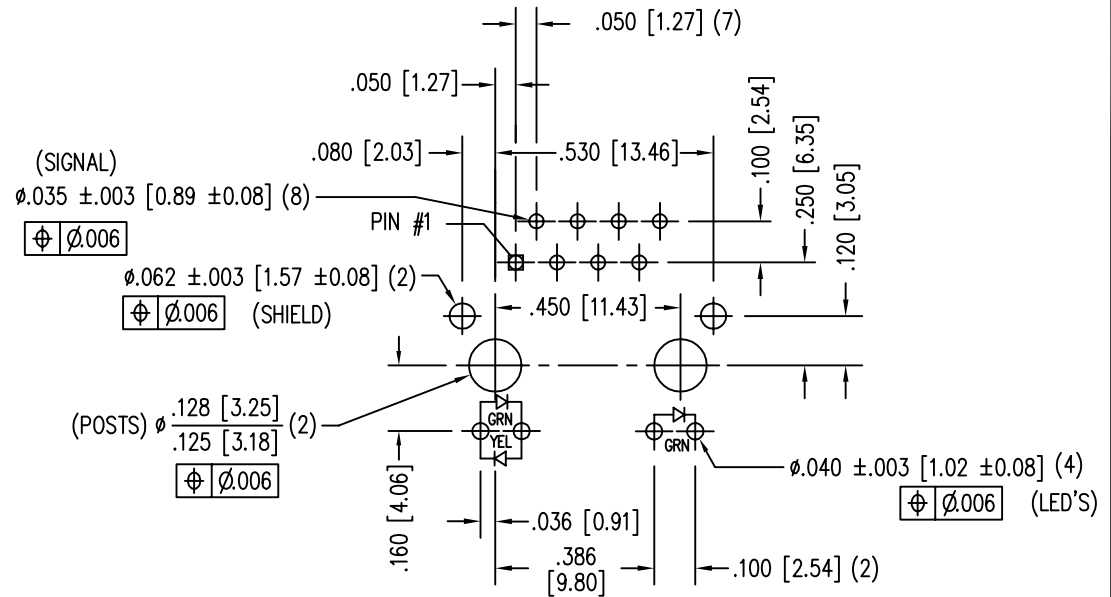 .050 [1.27] (7)
.050 [1.27]
.080 [2.03]
.530 [13.46]
.100 [2.54]
.250 [6.35]
.120 [3.05]
(SIGNAL)
ø.035 ±.003 [0.89 ±0.08] (8)
⌖ Ø.006
PIN #1
ø.062 ±.003 [1.57 ±0.08] (2)
⌖ Ø.006 (SHIELD)
.450 [11.43]
(POSTS) ø .128 [3.25] (2)
.125 [3.18]
⌖ Ø.006
GRN
YEL
GRN
.160 [4.06]
ø.040 ±.003 [1.02 ±0.08] (4)
⌖ Ø.006 (LED'S)
.036 [0.91]
.386
[9.80]
.100 [2.54] (2)